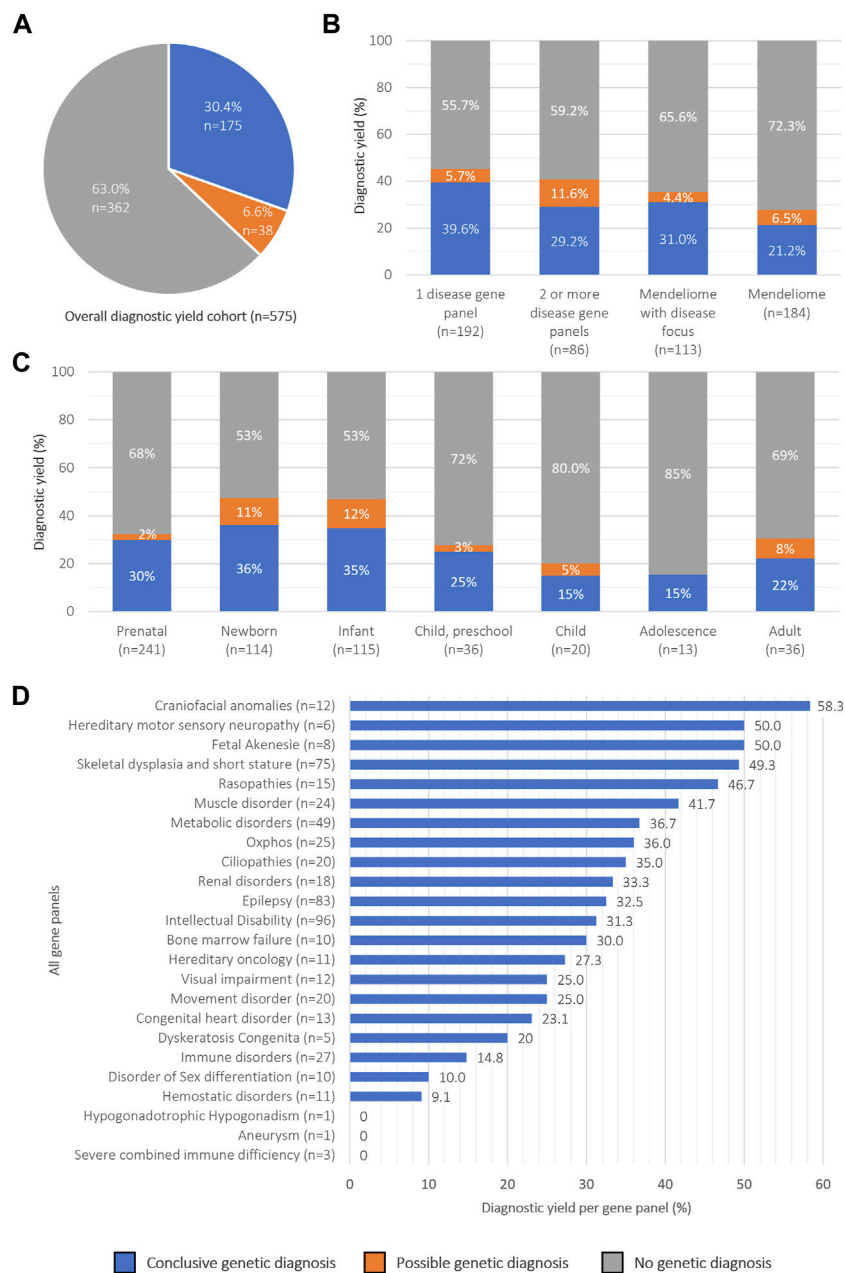 A
30.4%
n=175
6.6%
n=38
63.0%
n=362
Overall diagnostic yield cohort (n=575)
B
Diagnostic yield (%)
100
80
60
40
20
0
55.7%
5.7%
39.6%
59.2%
11.6%
29.2%
65.6%
4.4%
31.0%
72.3%
6.5%
21.2%
1 disease gene
panel
(n=192)
2 or more
disease gene
panels
(n=86)
Mendeliome
with disease
focus
(n=113)
Mendeliome
(n=184)
C
Diagnostic yield (%)
100
80
60
40
20
0
68%
2%
30%
53%
11%
36%
53%
12%
35%
72%
3%
25%
80.0%
5%
15%
85%
15%
69%
8%
22%
Prenatal
(n=241)
Newborn
(n=114)
Infant
(n=115)
Child, preschool
(n=36)
Child
(n=20)
Adolescence
(n=13)
Adult
(n=36)
D
All gene panels
Craniofacial anomalies (n=12) 58.3
Hereditary motor sensory neuropathy (n=6) 50.0
Fetal Akenesie (n=8) 50.0
Skeletal dysplasia and short stature (n=75) 49.3
Rasopathies (n=15) 46.7
Muscle disorder (n=24) 41.7
Metabolic disorders (n=49) 36.7
Oxphos (n=25) 36.0
Ciliopathies (n=20) 35.0
Renal disorders (n=18) 33.3
Epilepsy (n=83) 32.5
Intellectual Disability (n=96) 31.3
Bone marrow failure (n=10) 30.0
Hereditary oncology (n=11) 27.3
Visual impairment (n=12) 25.0
Movement disorder (n=20) 25.0
Congenital heart disorder (n=13) 23.1
Dyskeratosis Congenita (n=5) 20
Immune disorders (n=27) 14.8
Disorder of Sex differentiation (n=10) 10.0
Hemostatic disorders (n=11) 9.1
Hypogonadotrophic Hypogonadism (n=1) 0
Aneurysm (n=1) 0
Severe combined immune difficiency (n=3) 0
0 10 20 30 40 50 60
Diagnostic yield per gene panel (%)
Conclusive genetic diagnosis Possible genetic diagnosis No genetic diagnosis